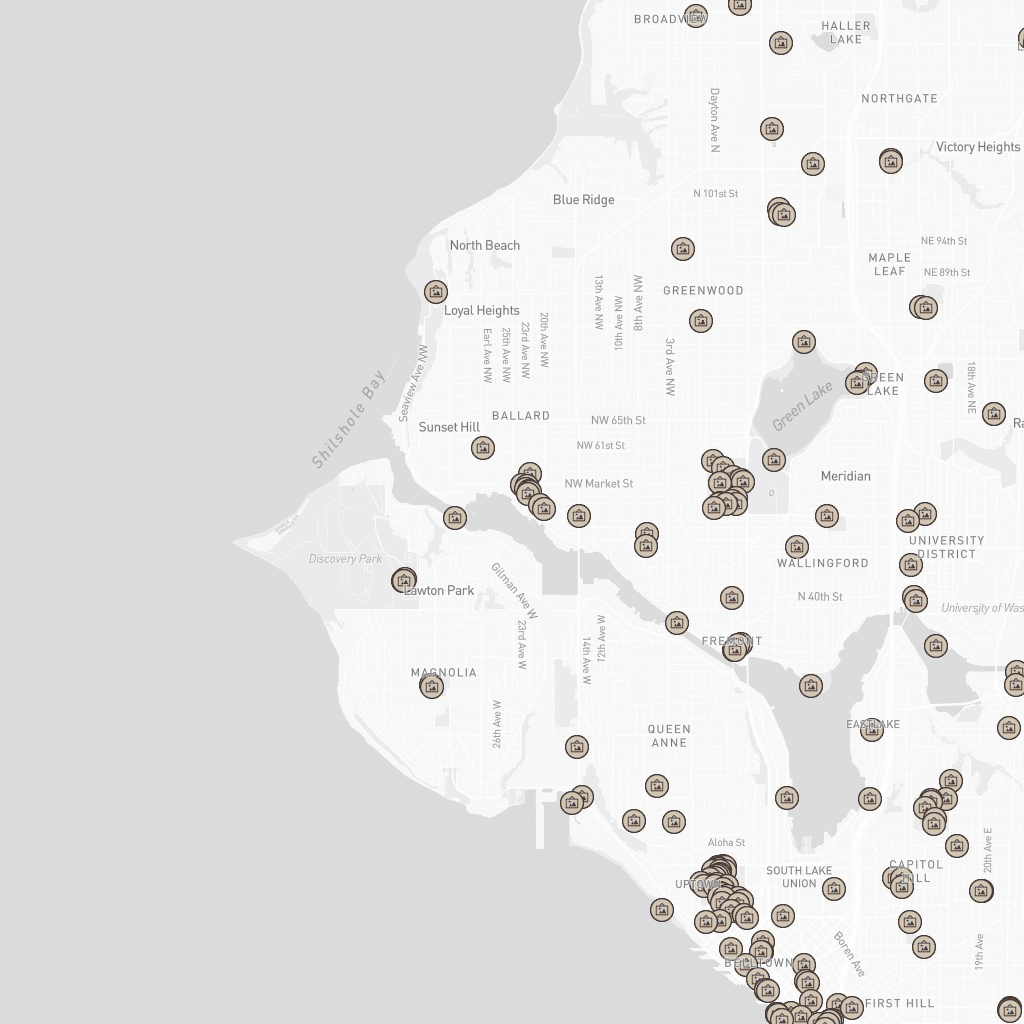 BROADVIEW
HALLER
LAKE
NORTHGATE
Dayton Ave N
Victory Heights
N 101st St
Blue Ridge
North Beach
NE 94th St
MAPLE
LEAF
NE 89th St
GREENWOOD
Loyal Heights
13th Ave NW
10th Ave NW
8th Ave NW
20th Ave NW
23rd Ave NW
25th Ave NW
Earl Ave NW
3rd Ave NW
Seaview Ave NW
GREEN
LAKE
18th Ave NE
Green Lake
Shilshole Bay
BALLARD
NW 65th St
Sunset Hill
NW 61st St
Ra
Meridian
NW Market St
UNIVERSITY
DISTRICT
Discovery Park
WALLINGFORD
Lawton Park
Gilman Ave W
N 40th St
University of Was
23rd Ave W
14th Ave W
12th Ave W
FREMONT
MAGNOLIA
26th Ave W
QUEEN
ANNE
EASTLAKE
Aloha St
20th Ave E
CAPITOL
HILL
SOUTH LAKE
UNION
UPTOWN
Boren Ave
19th Ave
BELLTOWN
FIRST HILL